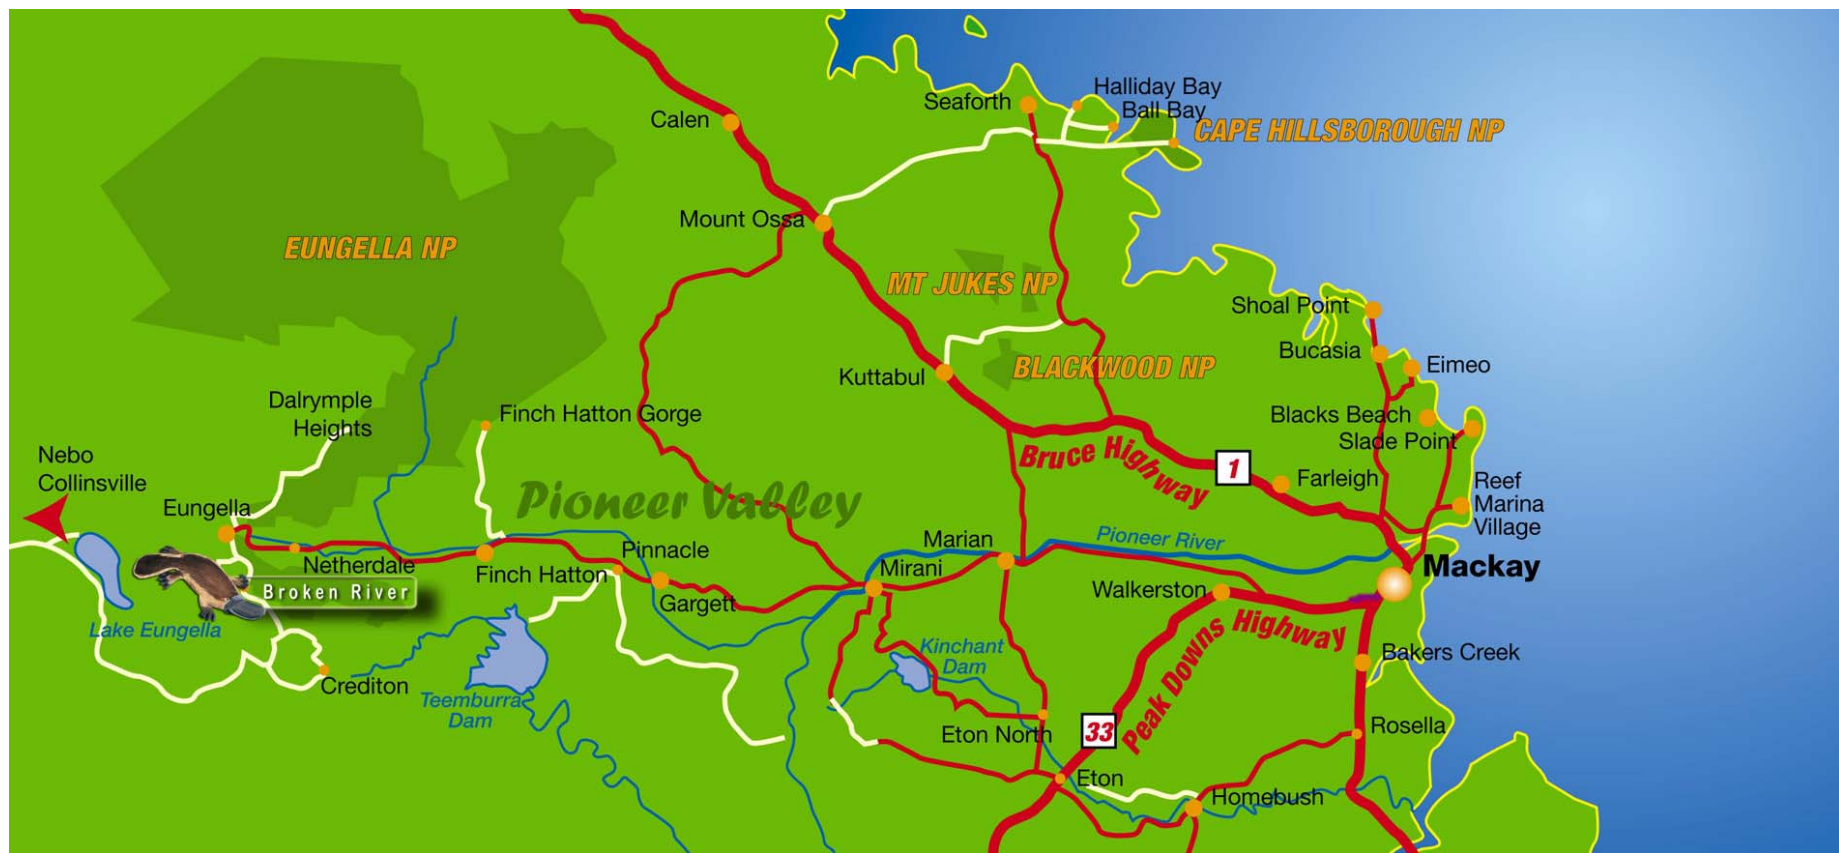 Halliday Bay
Ball Bay
Seaforth
Calen
CAPE HILLSBOROUGH NP
Mount Ossa
EUNGELLA NP
MT JUKES NP
Shoal Point
Bucasia
Eimeo
BLACKWOOD NP
Kuttabul
Dalrymple
Heights
Finch Hatton Gorge
Blacks Beach
Slade Point
Nebo
Collinsville
Bruce Highway
1
Farleigh
Reef
Marina
Village
Eungella
Pioneer Valley
Marian
Pioneer River
Pinnacle
Netherdale
Finch Hatton
Mirani
Mackay
Broken River
Gargett
Walkerston
Lake Eungella
Peak Downs Highway
Kinchant
Dam
Bakers Creek
Crediton
Teemburra
Dam
Eton North
33
Rosella
Eton
Homebush